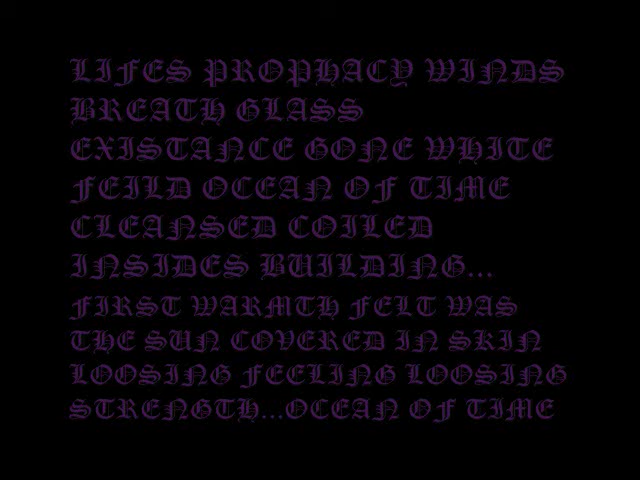 LIFES PROPHACY WINDS
BREATH GLASS
EXISTANCE GONE WHITE
FEILD OCEAN OF TIME
CLEANSED COILED
INSIDES BUILDING...
FIRST WARMTH FELT WAS
THE SUN COVERED IN SKIN
LOOSING FEELING LOOSING
STRENGTH...OCEAN OF TIME